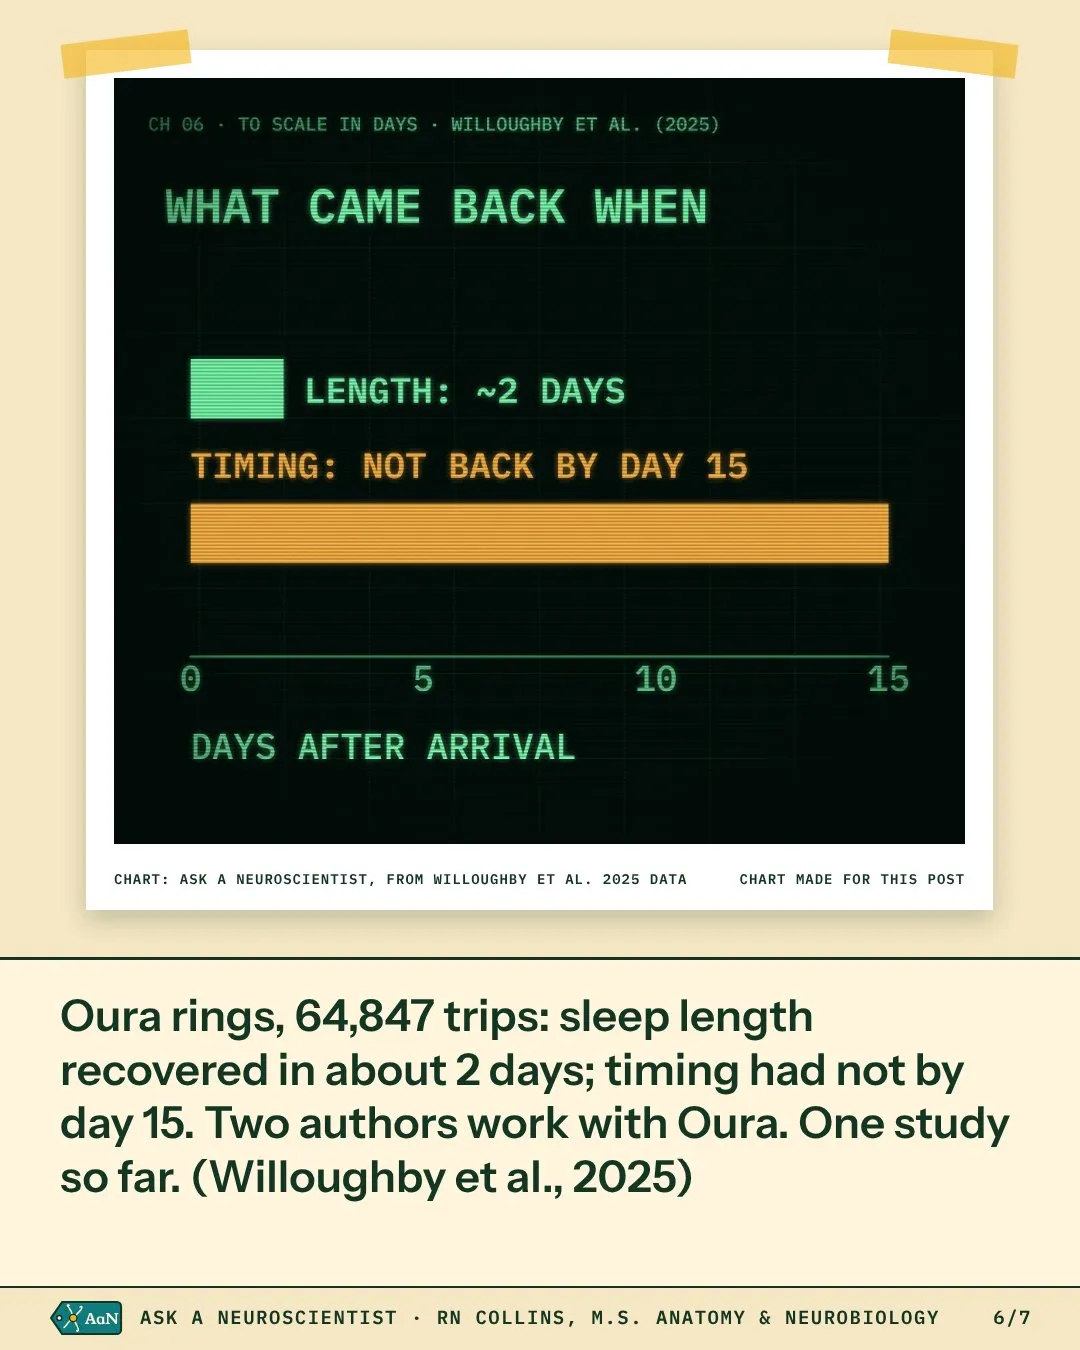 CH 06 · TO SCALE IN DAYS · WILLOUGHBY ET AL. (2025)
WHAT CAME BACK WHEN
LENGTH: ~2 DAYS
TIMING: NOT BACK BY DAY 15
0 5 10 15
DAYS AFTER ARRIVAL
CHART: ASK A NEUROSCIENTIST, FROM WILLOUGHBY ET AL. 2025 DATA CHART MADE FOR THIS POST
Oura rings, 64,847 trips: sleep length
recovered in about 2 days; timing had not by
day 15. Two authors work with Oura. One study
so far. (Willoughby et al., 2025)
AaN ASK A NEUROSCIENTIST · RN COLLINS, M.S. ANATOMY & NEUROBIOLOGY 6/7